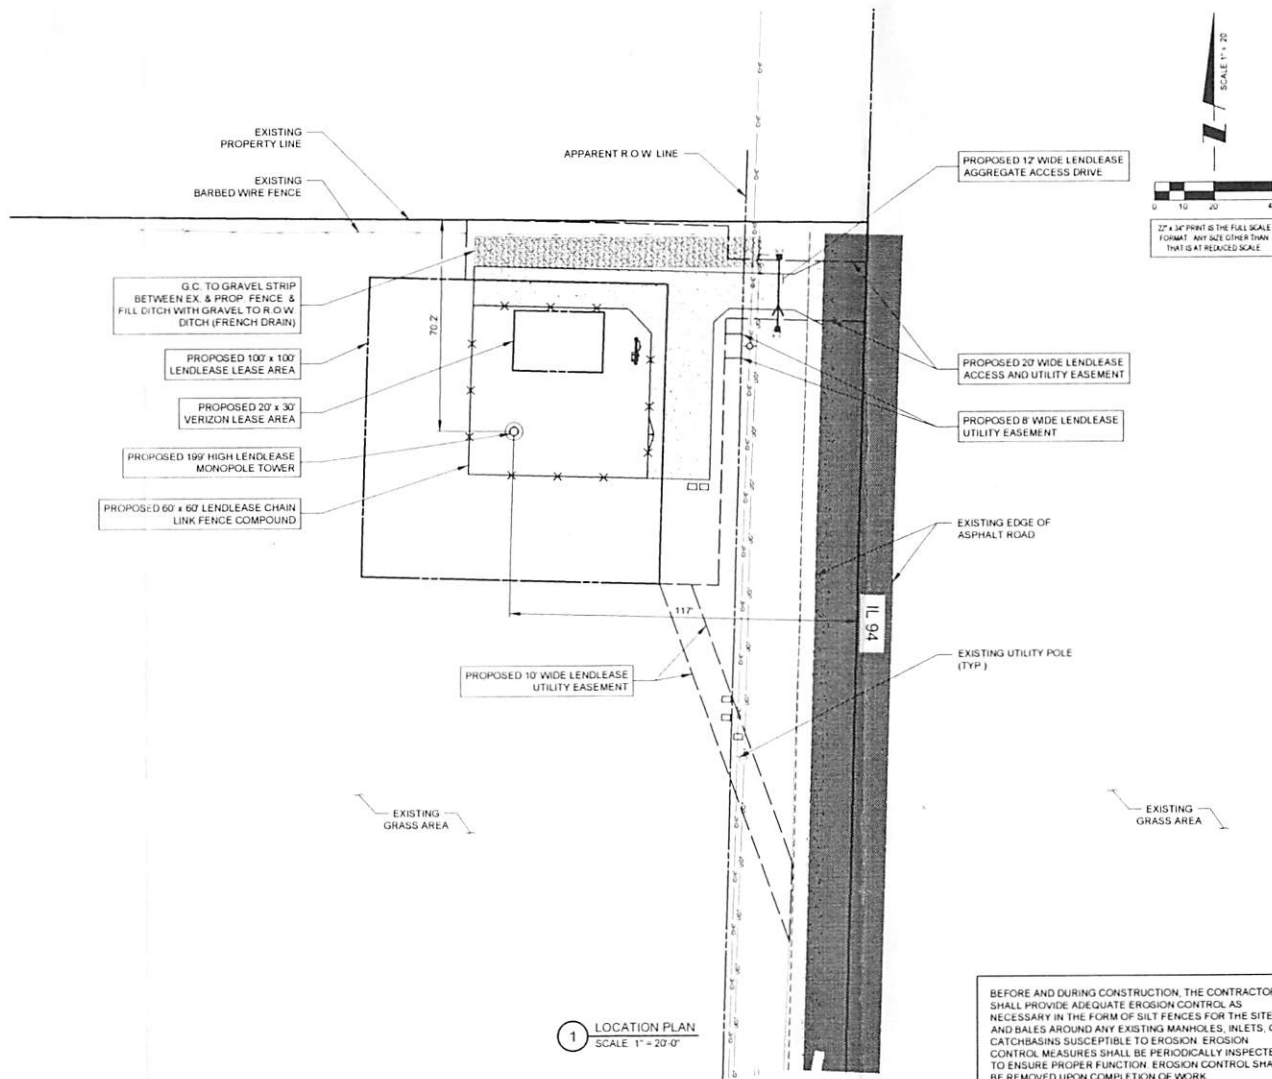 SCALE 1" = 20'
0 10' 20'
22" x 34" PRINT IS THE FULL SCALE
FORMAT. ANY SIZE OTHER THAN
THAT IS AT REDUCED SCALE
EXISTING
PROPERTY LINE
EXISTING
BARBED WIRE FENCE
APPARENT R.O.W. LINE
PROPOSED 12' WIDE LENDLEASE
AGGREGATE ACCESS DRIVE
G.C. TO GRAVEL STRIP
BETWEEN EX. & PROP. FENCE &
FILL DITCH WITH GRAVEL TO R.O.W.
DITCH (FRENCH DRAIN)
70.2'
PROPOSED 100' x 100'
LENDLEASE LEASE AREA
PROPOSED 20' x 30'
VERIZON LEASE AREA
PROPOSED 199' HIGH LENDLEASE
MONOPOLE TOWER
PROPOSED 60' x 60' LENDLEASE CHAIN
LINK FENCE COMPOUND
PROPOSED 20' WIDE LENDLEASE
ACCESS AND UTILITY EASEMENT
PROPOSED 8' WIDE LENDLEASE
UTILITY EASEMENT
EXISTING EDGE OF
ASPHALT ROAD
117'
IL 94
PROPOSED 10' WIDE LENDLEASE
UTILITY EASEMENT
EXISTING UTILITY POLE
(TYP.)
EXISTING
GRASS AREA
EXISTING
GRASS AREA
1 LOCATION PLAN
SCALE: 1" = 20'-0"
BEFORE AND DURING CONSTRUCTION, THE CONTRACTOR
SHALL PROVIDE ADEQUATE EROSION CONTROL AS
NECESSARY IN THE FORM OF SILT FENCES FOR THE SITE
AND BALES AROUND ANY EXISTING MANHOLES, INLETS,
CATCHBASINS SUSCEPTIBLE TO EROSION. EROSION
CONTROL MEASURES SHALL BE PERIODICALLY INSPECTE
TO ENSURE PROPER FUNCTION. EROSION CONTROL SHA
BE REMOVED UPON COMPLETION OF WORK